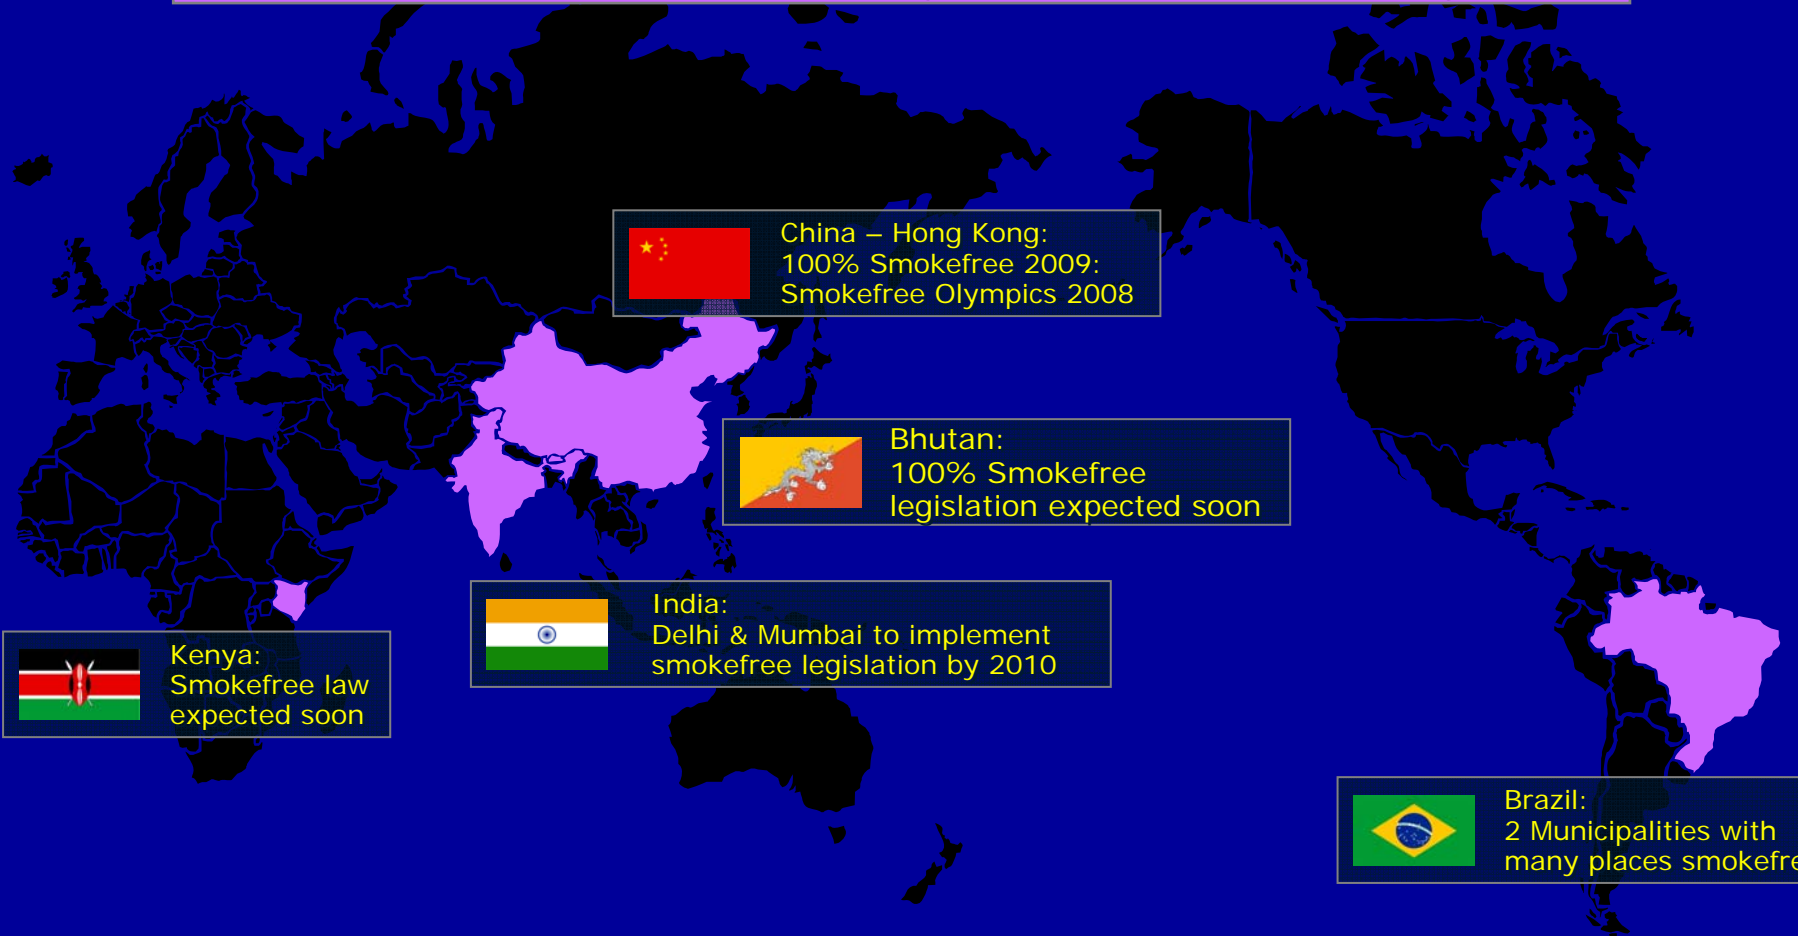 China – Hong Kong:
100% Smokefree 2009:
Smokefree Olympics 2008
Bhutan:
100% Smokefree
legislation expected soon
India:
Delhi & Mumbai to implement
smokefree legislation by 2010
Kenya:
Smokefree law
expected soon
Brazil:
2 Municipalities with
many places smokefre